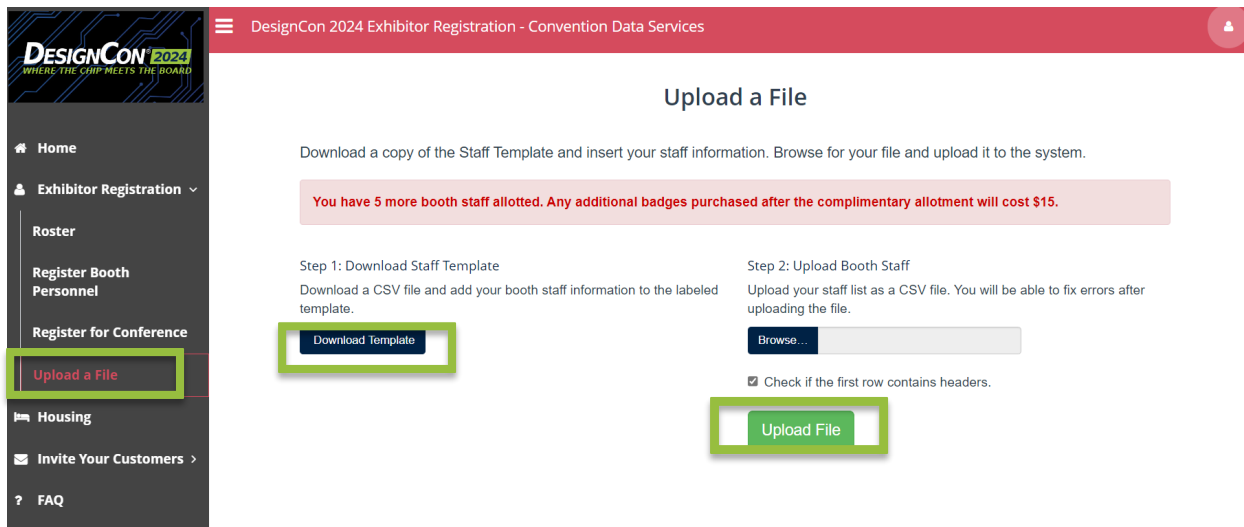 DESIGNCON® 2024
WHERE THE CHIP MEETS THE BOARD
DesignCon 2024 Exhibitor Registration - Convention Data Services
Home
Exhibitor Registration
Roster
Register Booth
Personnel
Register for Conference
Upload a File
Housing
Invite Your Customers
? FAQ
Upload a File
Download a copy of the Staff Template and insert your staff information. Browse for your file and upload it to the system.
You have 5 more booth staff allotted. Any additional badges purchased after the complimentary allotment will cost $15.
Step 1: Download Staff Template
Download a CSV file and add your booth staff information to the labeled
template.
Download Template
Step 2: Upload Booth Staff
Upload your staff list as a CSV file. You will be able to fix errors after
uploading the file.
Browse...
Check if the first row contains headers.
Upload File